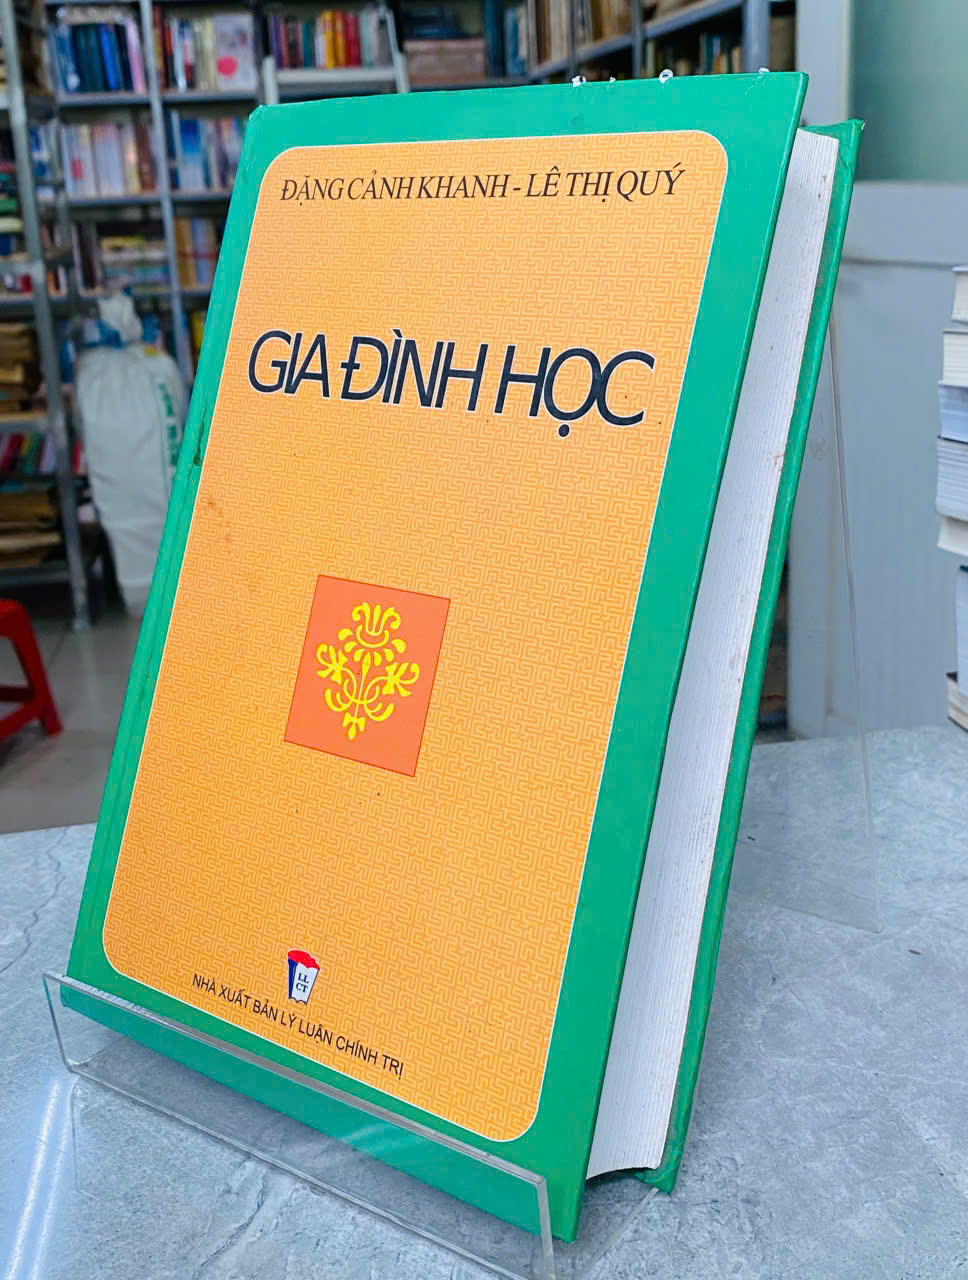 ĐẶNG CẢNH KHANH - LÊ THỊ QUÝ
GIA ĐÌNH HỌC
LL
CT
NHÀ XUẤT BẢN LÝ LUẬN CHÍNH TRỊ